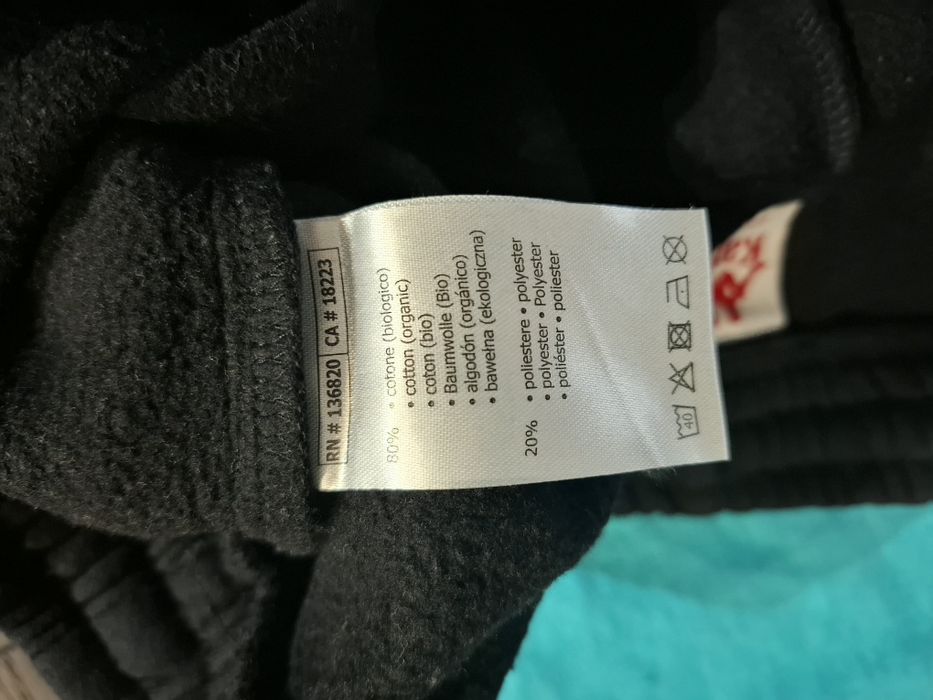 RN # 136820 CA # 18223
80% • cotone (biologico)
• cotton (organic)
• coton (bio)
• Baumwolle (Bio)
• algodón (orgánico)
• bawełna (ekologiczna)
20% • poliestere • polyester
• polyester • Polyester
• poliéster • poliester
40